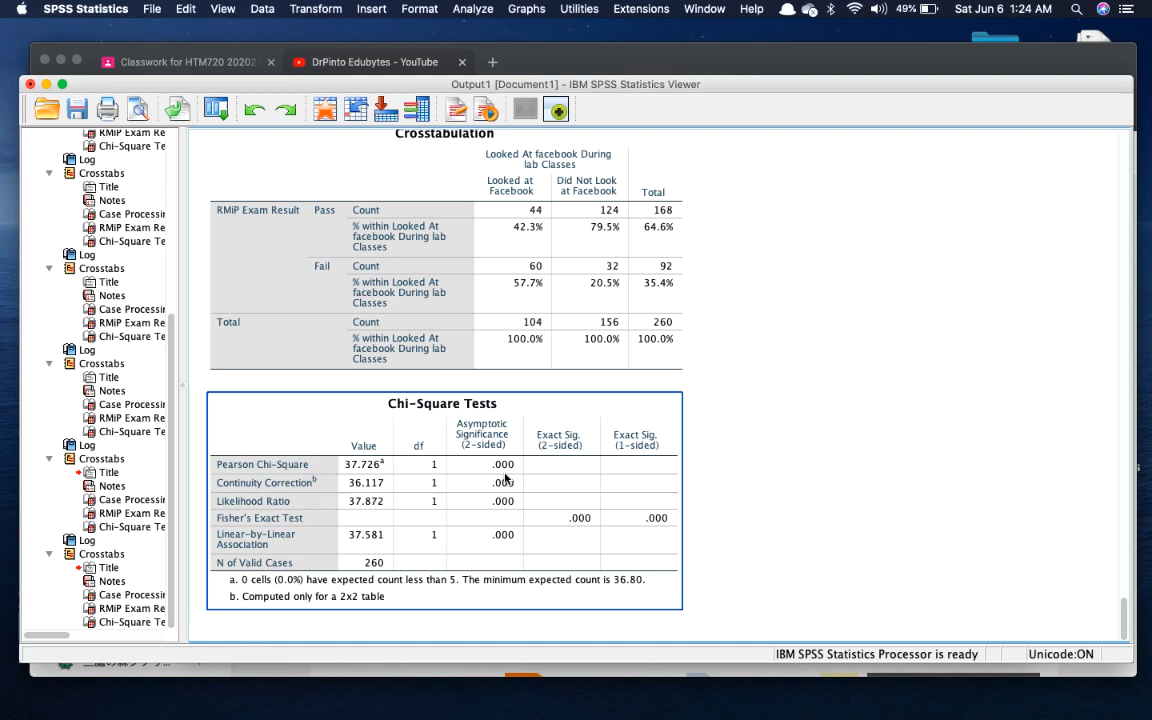 SPSS Statistics File Edit View Data Transform Insert Format Analyze Graphs Utilities Extensions Window Help 49% Sat Jun 6 1:24 AM
Classwork for HTM720 20202 DrPinto Edubytes - YouTube
Output1 [Document1] - IBM SPSS Statistics Viewer
RMiP Exam Re
Chi-Square Te
Log
Crosstabs
Title
Notes
Case Processir
RMiP Exam Re
Chi-Square Te
Log
Crosstabs
Title
Notes
Case Processir
RMiP Exam Re
Chi-Square Te
Log
Crosstabs
Title
Notes
Case Processir
RMiP Exam Re
Chi-Square Te
Log
Crosstabs
Title
Notes
Case Processir
RMiP Exam Re
Chi-Square Te
Log
Crosstabs
Title
Notes
Case Processir
RMiP Exam Re
Chi-Square Te
Crosstabulation
Looked At facebook During
lab Classes
Looked at Did Not Look
Facebook at Facebook Total
RMiP Exam Result Pass Count 44 124 168
% within Looked At 42.3% 79.5% 64.6%
facebook During lab
Classes
Fail Count 60 32 92
% within Looked At 57.7% 20.5% 35.4%
facebook During lab
Classes
Total Count 104 156 260
% within Looked At 100.0% 100.0% 100.0%
facebook During lab
Classes
Chi-Square Tests
Asymptotic
Significance Exact Sig. Exact Sig.
Value df (2-sided) (2-sided) (1-sided)
Pearson Chi-Square 37.726a 1 .000
Continuity Correctionb 36.117 1 .000
Likelihood Ratio 37.872 1 .000
Fisher's Exact Test .000 .000
Linear-by-Linear 37.581 1 .000
Association
N of Valid Cases 260
a. 0 cells (0.0%) have expected count less than 5. The minimum expected count is 36.80.
b. Computed only for a 2x2 table
IBM SPSS Statistics Processor is ready Unicode:ON